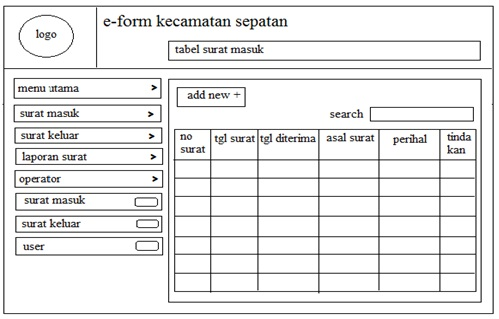 logo
e-form kecamatan sepatan
tabel surat masuk
menu utama >
surat masuk >
surat keluar >
laporan surat >
operator >
surat masuk
surat keluar
user
add new +
search
no surat
tgl surat
tgl diterima
asal surat
perihal
tinda kan